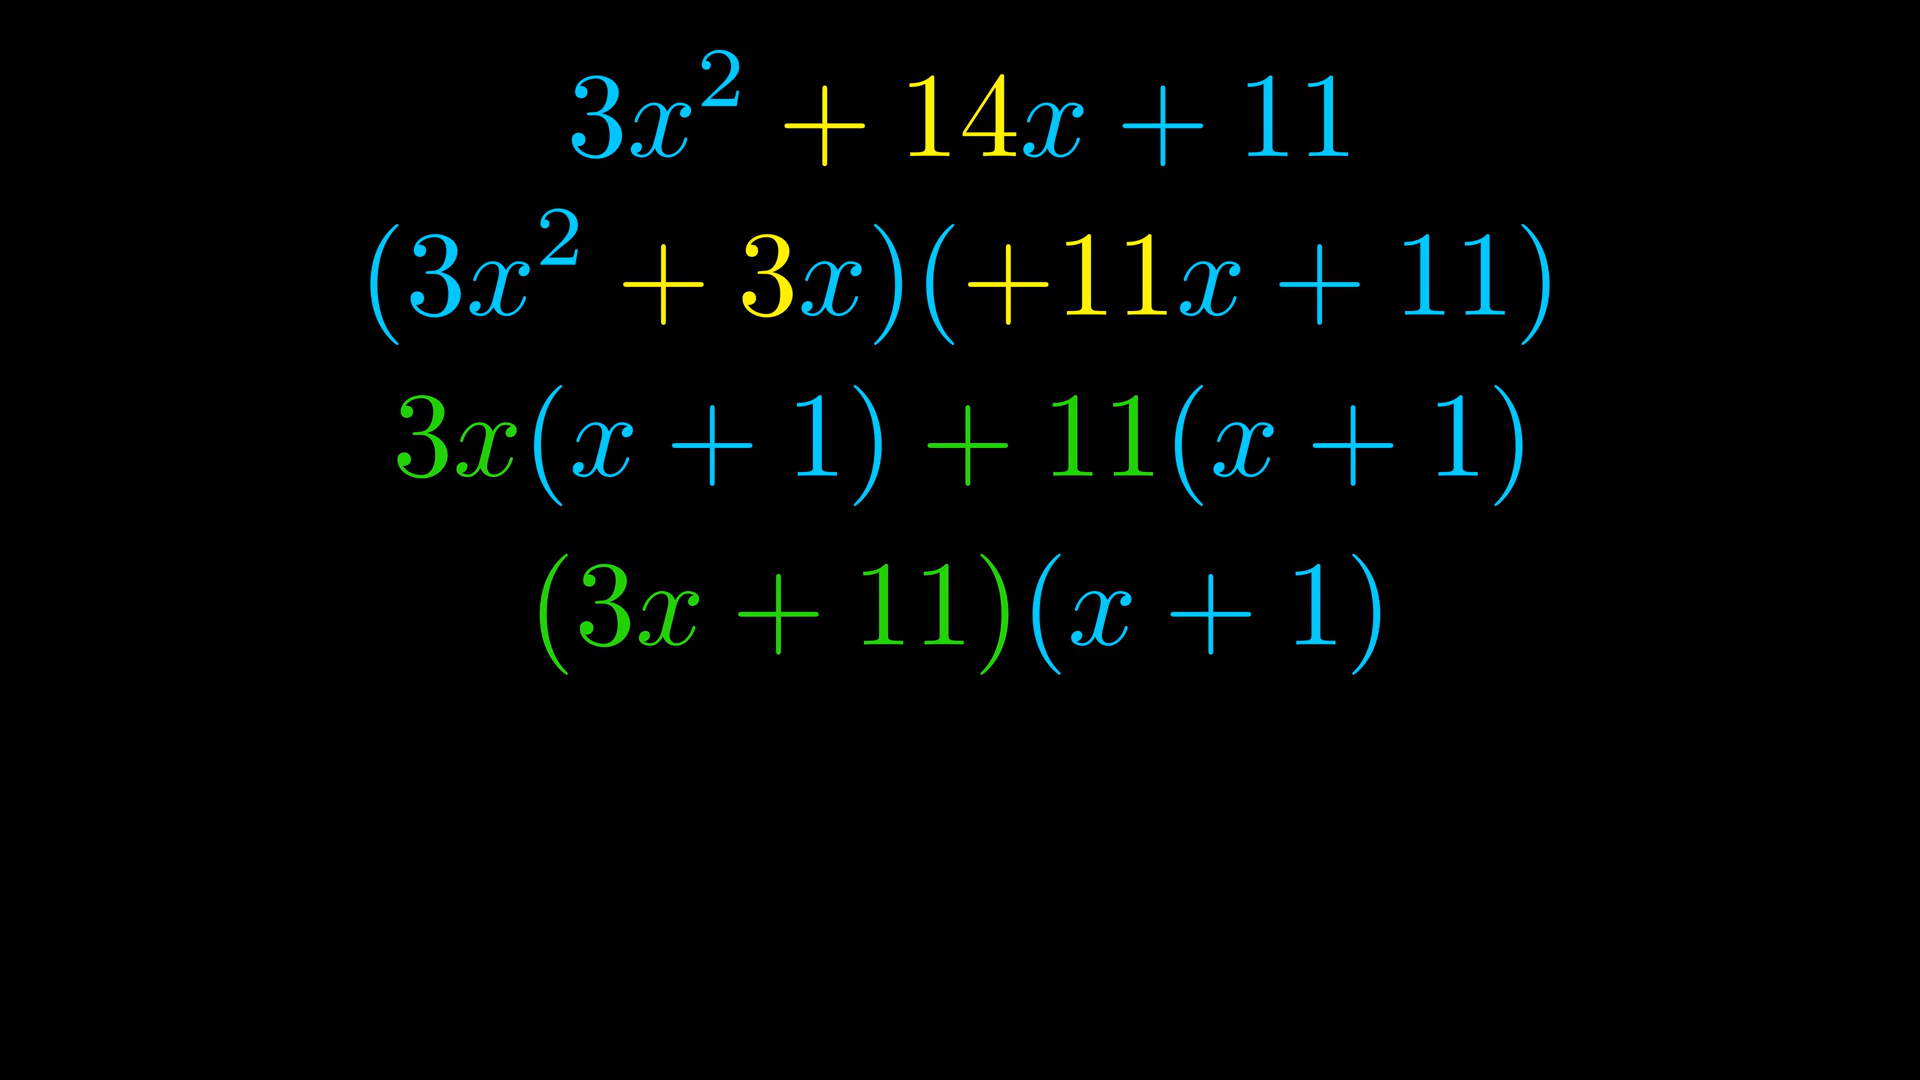 3x² + 14x + 11
(3x² + 3x)(+11x + 11)
3x(x + 1) + 11(x + 1)
(3x + 11)(x + 1)